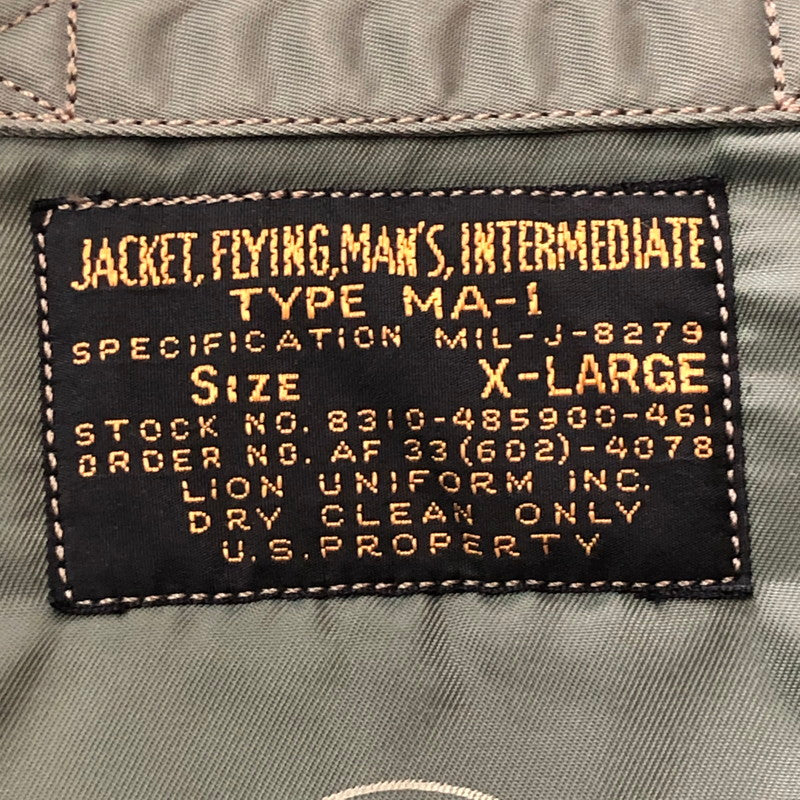 JACKET, FLYING, MAN'S, INTERMEDIATE
TYPE MA-1
SPECIFICATION MIL-J-8279
SIZE X-LARGE
STOCK NO. 8310-485900-461
ORDER NO. AF 33(602)-4078
LION UNIFORM INC.
DRY CLEAN ONLY
U.S. PROPERTY